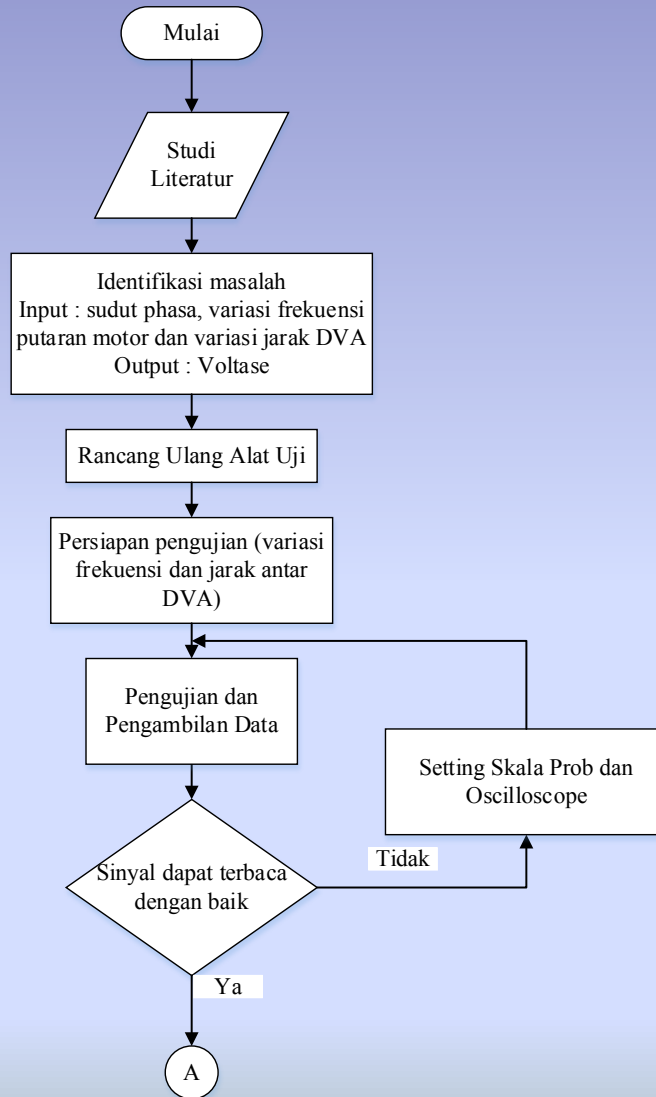 Mulai
Studi
Literatur
Identifikasi masalah
Input : sudut phasa, variasi frekuensi
putaran motor dan variasi jarak DVA
Output : Voltase
Rancang Ulang Alat Uji
Persiapan pengujian (variasi
frekuensi dan jarak antar
DVA)
Pengujian dan
Pengambilan Data
Setting Skala Prob dan
Oscilloscope
Sinyal dapat terbaca
dengan baik
Tidak
Ya
A